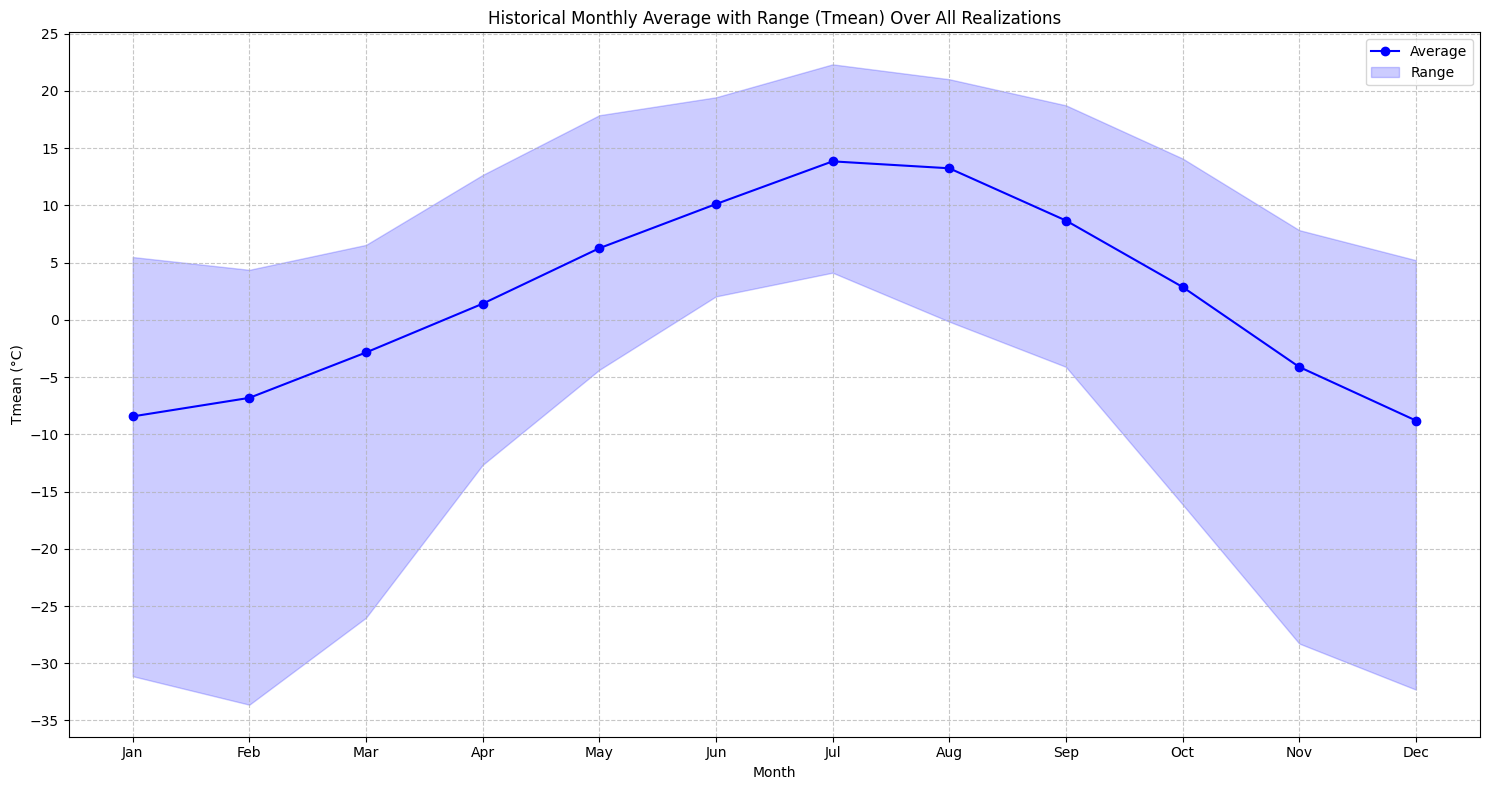 Historical Monthly Average with Range (Tmean) Over All Realizations
Average
Range
25
20
15
10
5
0
−5
−10
−15
−20
−25
−30
−35
Tmean (°C)
Jan Feb Mar Apr May Jun Jul Aug Sep Oct Nov Dec
Month